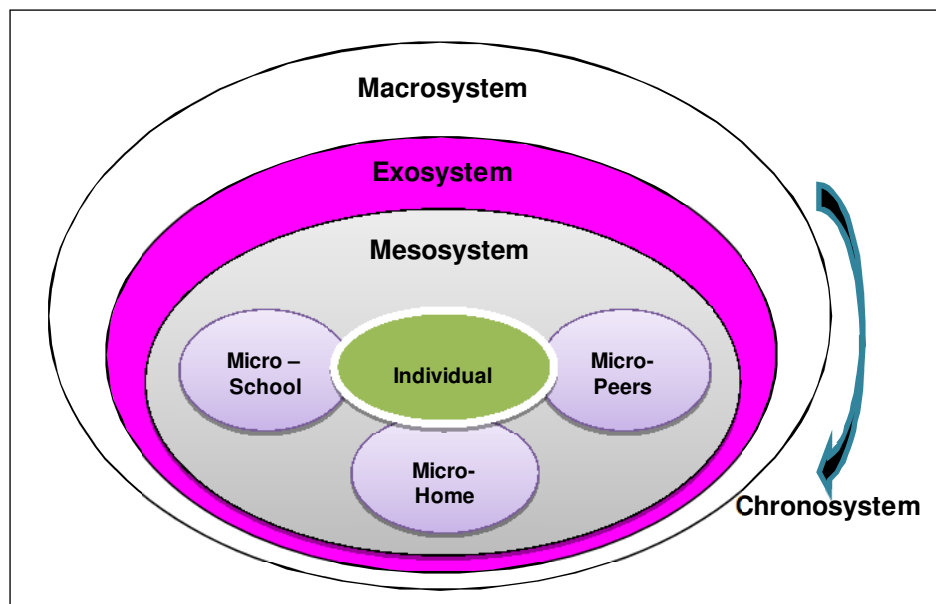 Macrosystem
Exosystem
Mesosystem
Micro –
School
Individual
Micro-
Peers
Micro-
Home
Chronosystem